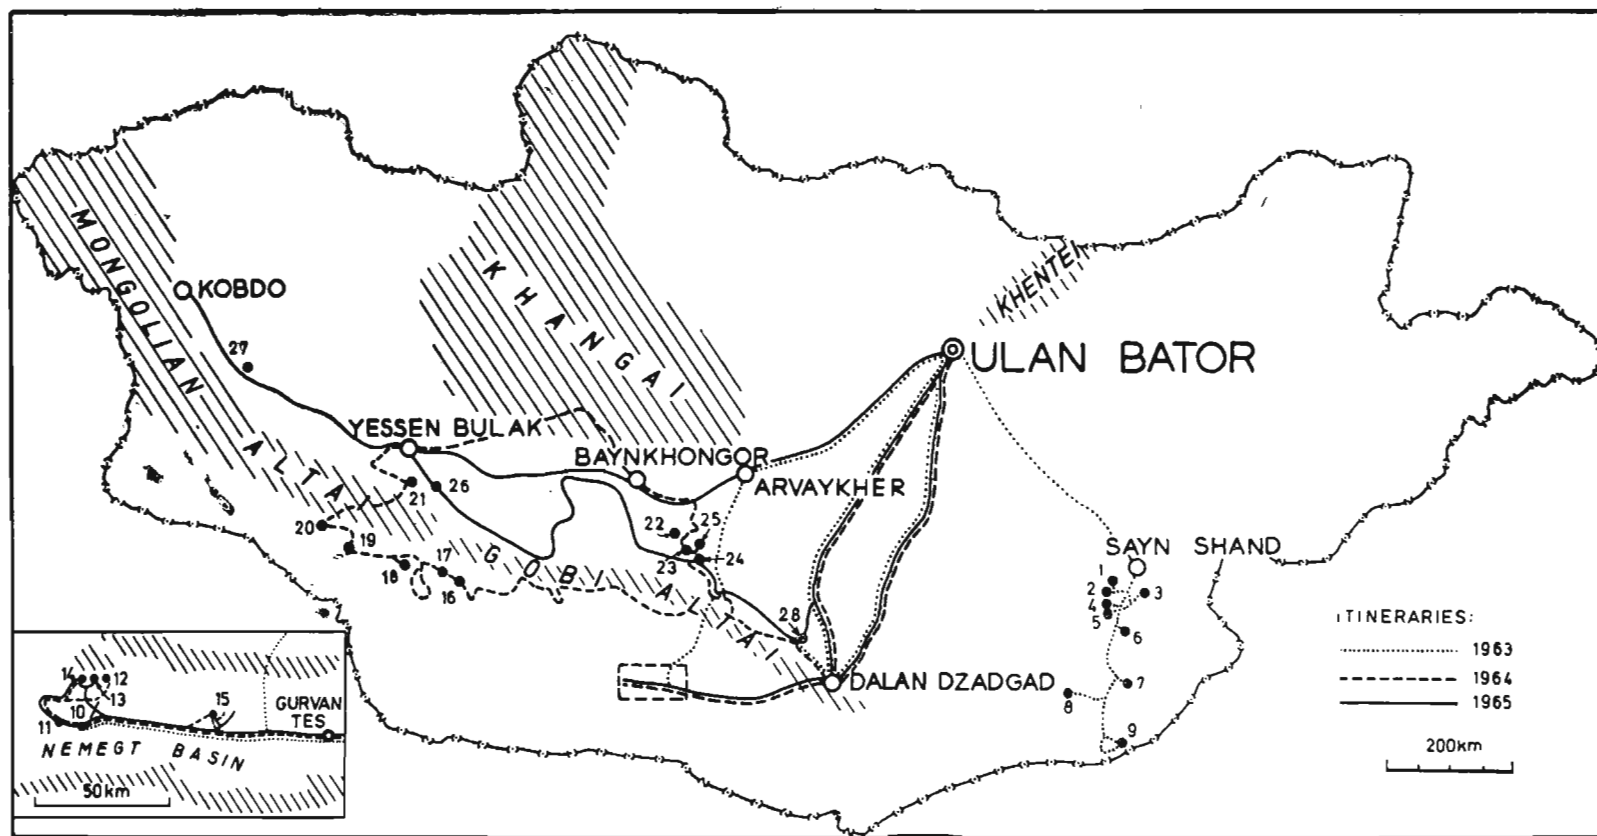 MONGOLIAN ALTAI
KHANGAI
KHENTEI
KOBDO
27
ULAN BATOR
YESSEN BULAK
BAYNKHONGOR
ARVAYKHER
21
26
20
19
18
17
16
22
25
23
24
GOBI ALTAI
28
DALAN DZADGAD
SAYN SHAND
1
2
3
4
5
6
7
8
9
ITINERARIES:
1963
1964
1965
200km
14
12
13
10
11
15
GURVAN
TES
NEMEGT BASIN
50km